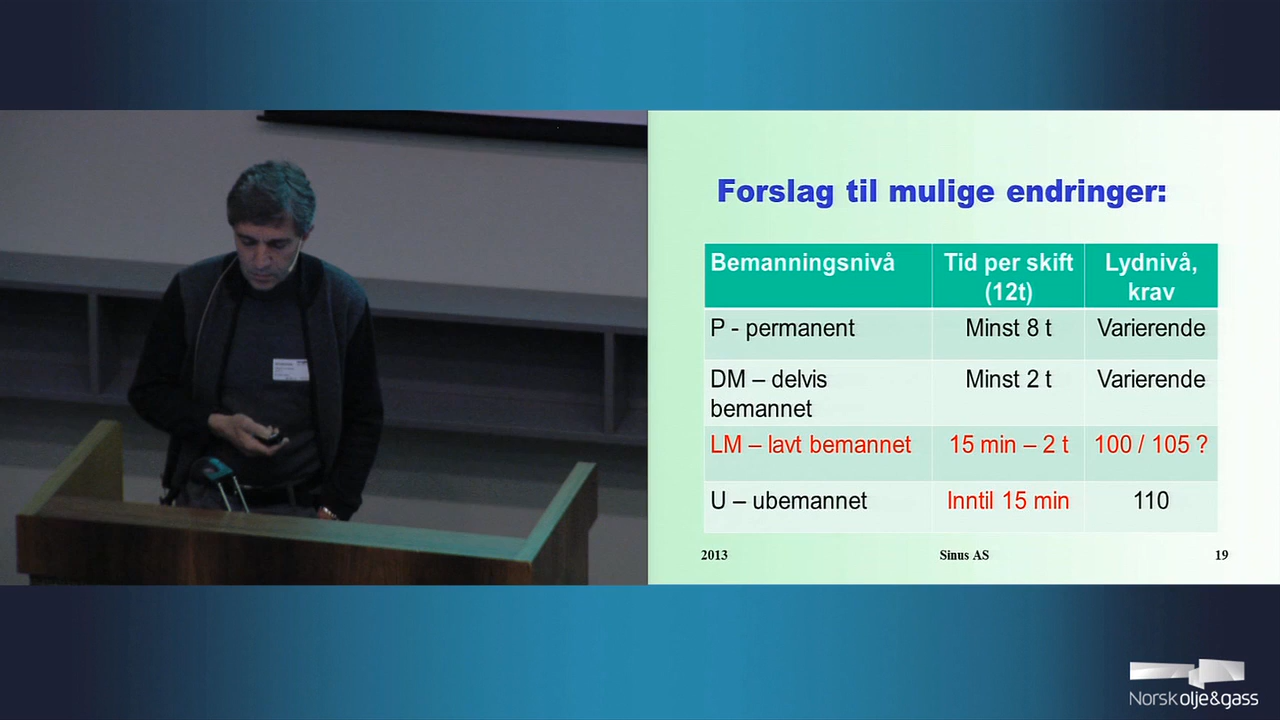 Forslag til mulige endringer:
Bemanningsnivå
Tid per skift
(12t)
Lydnivå,
krav
P - permanent
Minst 8 t
Varierende
DM – delvis
bemannet
Minst 2 t
Varierende
LM – lavt bemannet
15 min – 2 t
100 / 105 ?
U – ubemannet
Inntil 15 min
110
2013
Sinus AS
19
Norsk olje&gass